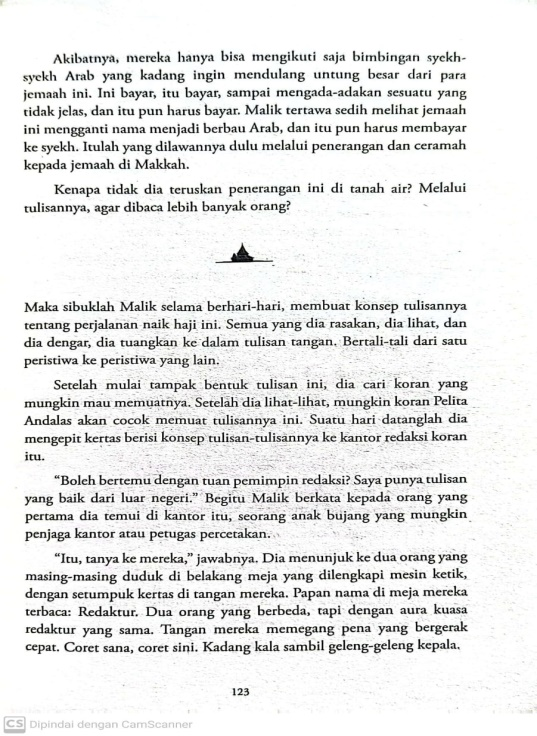 Akibatnya, mereka hanya bisa mengikuti saja bimbingan syekh-
syekh Arab yang kadang ingin mendulang untung besar dari para
jemaah ini. Ini bayar, itu bayar, sampai mengada-adakan sesuatu yang
tidak jelas, dan itu pun harus bayar. Malik tertawa sedih melihat jemaah
ini mengganti nama menjadi berbau Arab, dan itu pun harus membayar
ke syekh. Itulah yang dilawannya dulu melalui penerangan dan ceramah
kepada jemaah di Makkah.
Kenapa tidak dia teruskan penerangan ini di tanah air? Melalui
tulisannya, agar dibaca lebih banyak orang?
Maka sibuklah Malik selama berhari-hari, membuat konsep tulisannya
tentang perjalanan naik haji ini. Semua yang dia rasakan, dia lihat, dan
dia dengar, dia tuangkan ke dalam tulisan tangan. Bertali-tali dari satu
peristiwa ke peristiwa yang lain.
Setelah mulai tampak bentuk tulisan ini, dia cari koran yang
mungkin mau memuatnya. Setelah dia lihat-lihat, mungkin koran Pelita
Andalas akan cocok memuat tulisannya ini. Suatu hari datanglah dia
mengepit kertas berisi konsep tulisan-tulisannya ke kantor redaksi koran
itu.
“Boleh bertemu dengan tuan pemimpin redaksi? Saya punya tulisan
yang baik dari luar negeri.” Begitu Malik berkata kepada orang yang
pertama dia temui di kantor itu, seorang anak bujang yang mungkin
penjaga kantor atau petugas percetakan.
“Itu, tanya ke mereka,” jawabnya. Dia menunjuk ke dua orang yang
masing-masing duduk di belakang meja yang dilengkapi mesin ketik,
dengan setumpuk kertas di tangan mereka. Papan nama di meja mereka
terbaca: Redaktur. Dua orang yang berbeda, tapi dengan aura kuasa
redaktur yang sama. Tangan mereka memegang pena yang bergerak
cepat. Coret sana, coret sini. Kadang kala sambil geleng-geleng kepala.
123
CS Dipindai dengan CamScanner